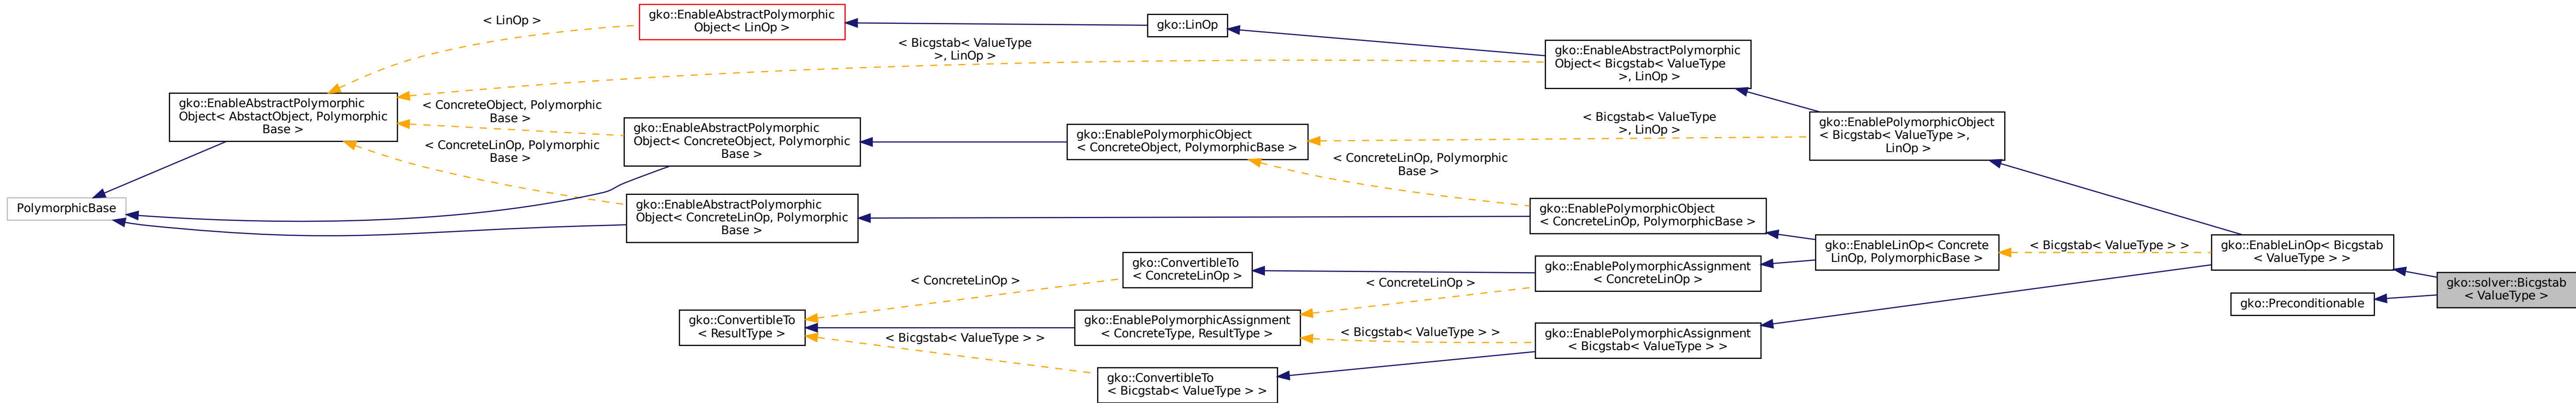 < LinOp >
gko::EnableAbstractPolymorphic
Object< LinOp >
gko::LinOp
< Bicgstab< ValueType
>, LinOp >
gko::EnableAbstractPolymorphic
Object< Bicgstab< ValueType
>, LinOp >
gko::EnableAbstractPolymorphic
Object< AbstactObject, Polymorphic
Base >
< ConcreteObject, Polymorphic
Base >
< ConcreteLinOp, Polymorphic
Base >
gko::EnableAbstractPolymorphic
Object< ConcreteObject, Polymorphic
Base >
gko::EnablePolymorphicObject
< ConcreteObject, PolymorphicBase >
< Bicgstab< ValueType
>, LinOp >
gko::EnablePolymorphicObject
< Bicgstab< ValueType >,
LinOp >
< ConcreteLinOp, Polymorphic
Base >
PolymorphicBase
gko::EnableAbstractPolymorphic
Object< ConcreteLinOp, Polymorphic
Base >
gko::EnablePolymorphicObject
< ConcreteLinOp, PolymorphicBase >
gko::EnableLinOp< Concrete
LinOp, PolymorphicBase >
< Bicgstab< ValueType > >
gko::EnableLinOp< Bicgstab
< ValueType > >
gko::solver::Bicgstab
< ValueType >
gko::Preconditionable
gko::ConvertibleTo
< ConcreteLinOp >
gko::EnablePolymorphicAssignment
< ConcreteLinOp >
< ConcreteLinOp >
< ConcreteLinOp >
gko::ConvertibleTo
< ResultType >
gko::EnablePolymorphicAssignment
< ConcreteType, ResultType >
< Bicgstab< ValueType > >
< Bicgstab< ValueType > >
gko::EnablePolymorphicAssignment
< Bicgstab< ValueType > >
gko::ConvertibleTo
< Bicgstab< ValueType > >